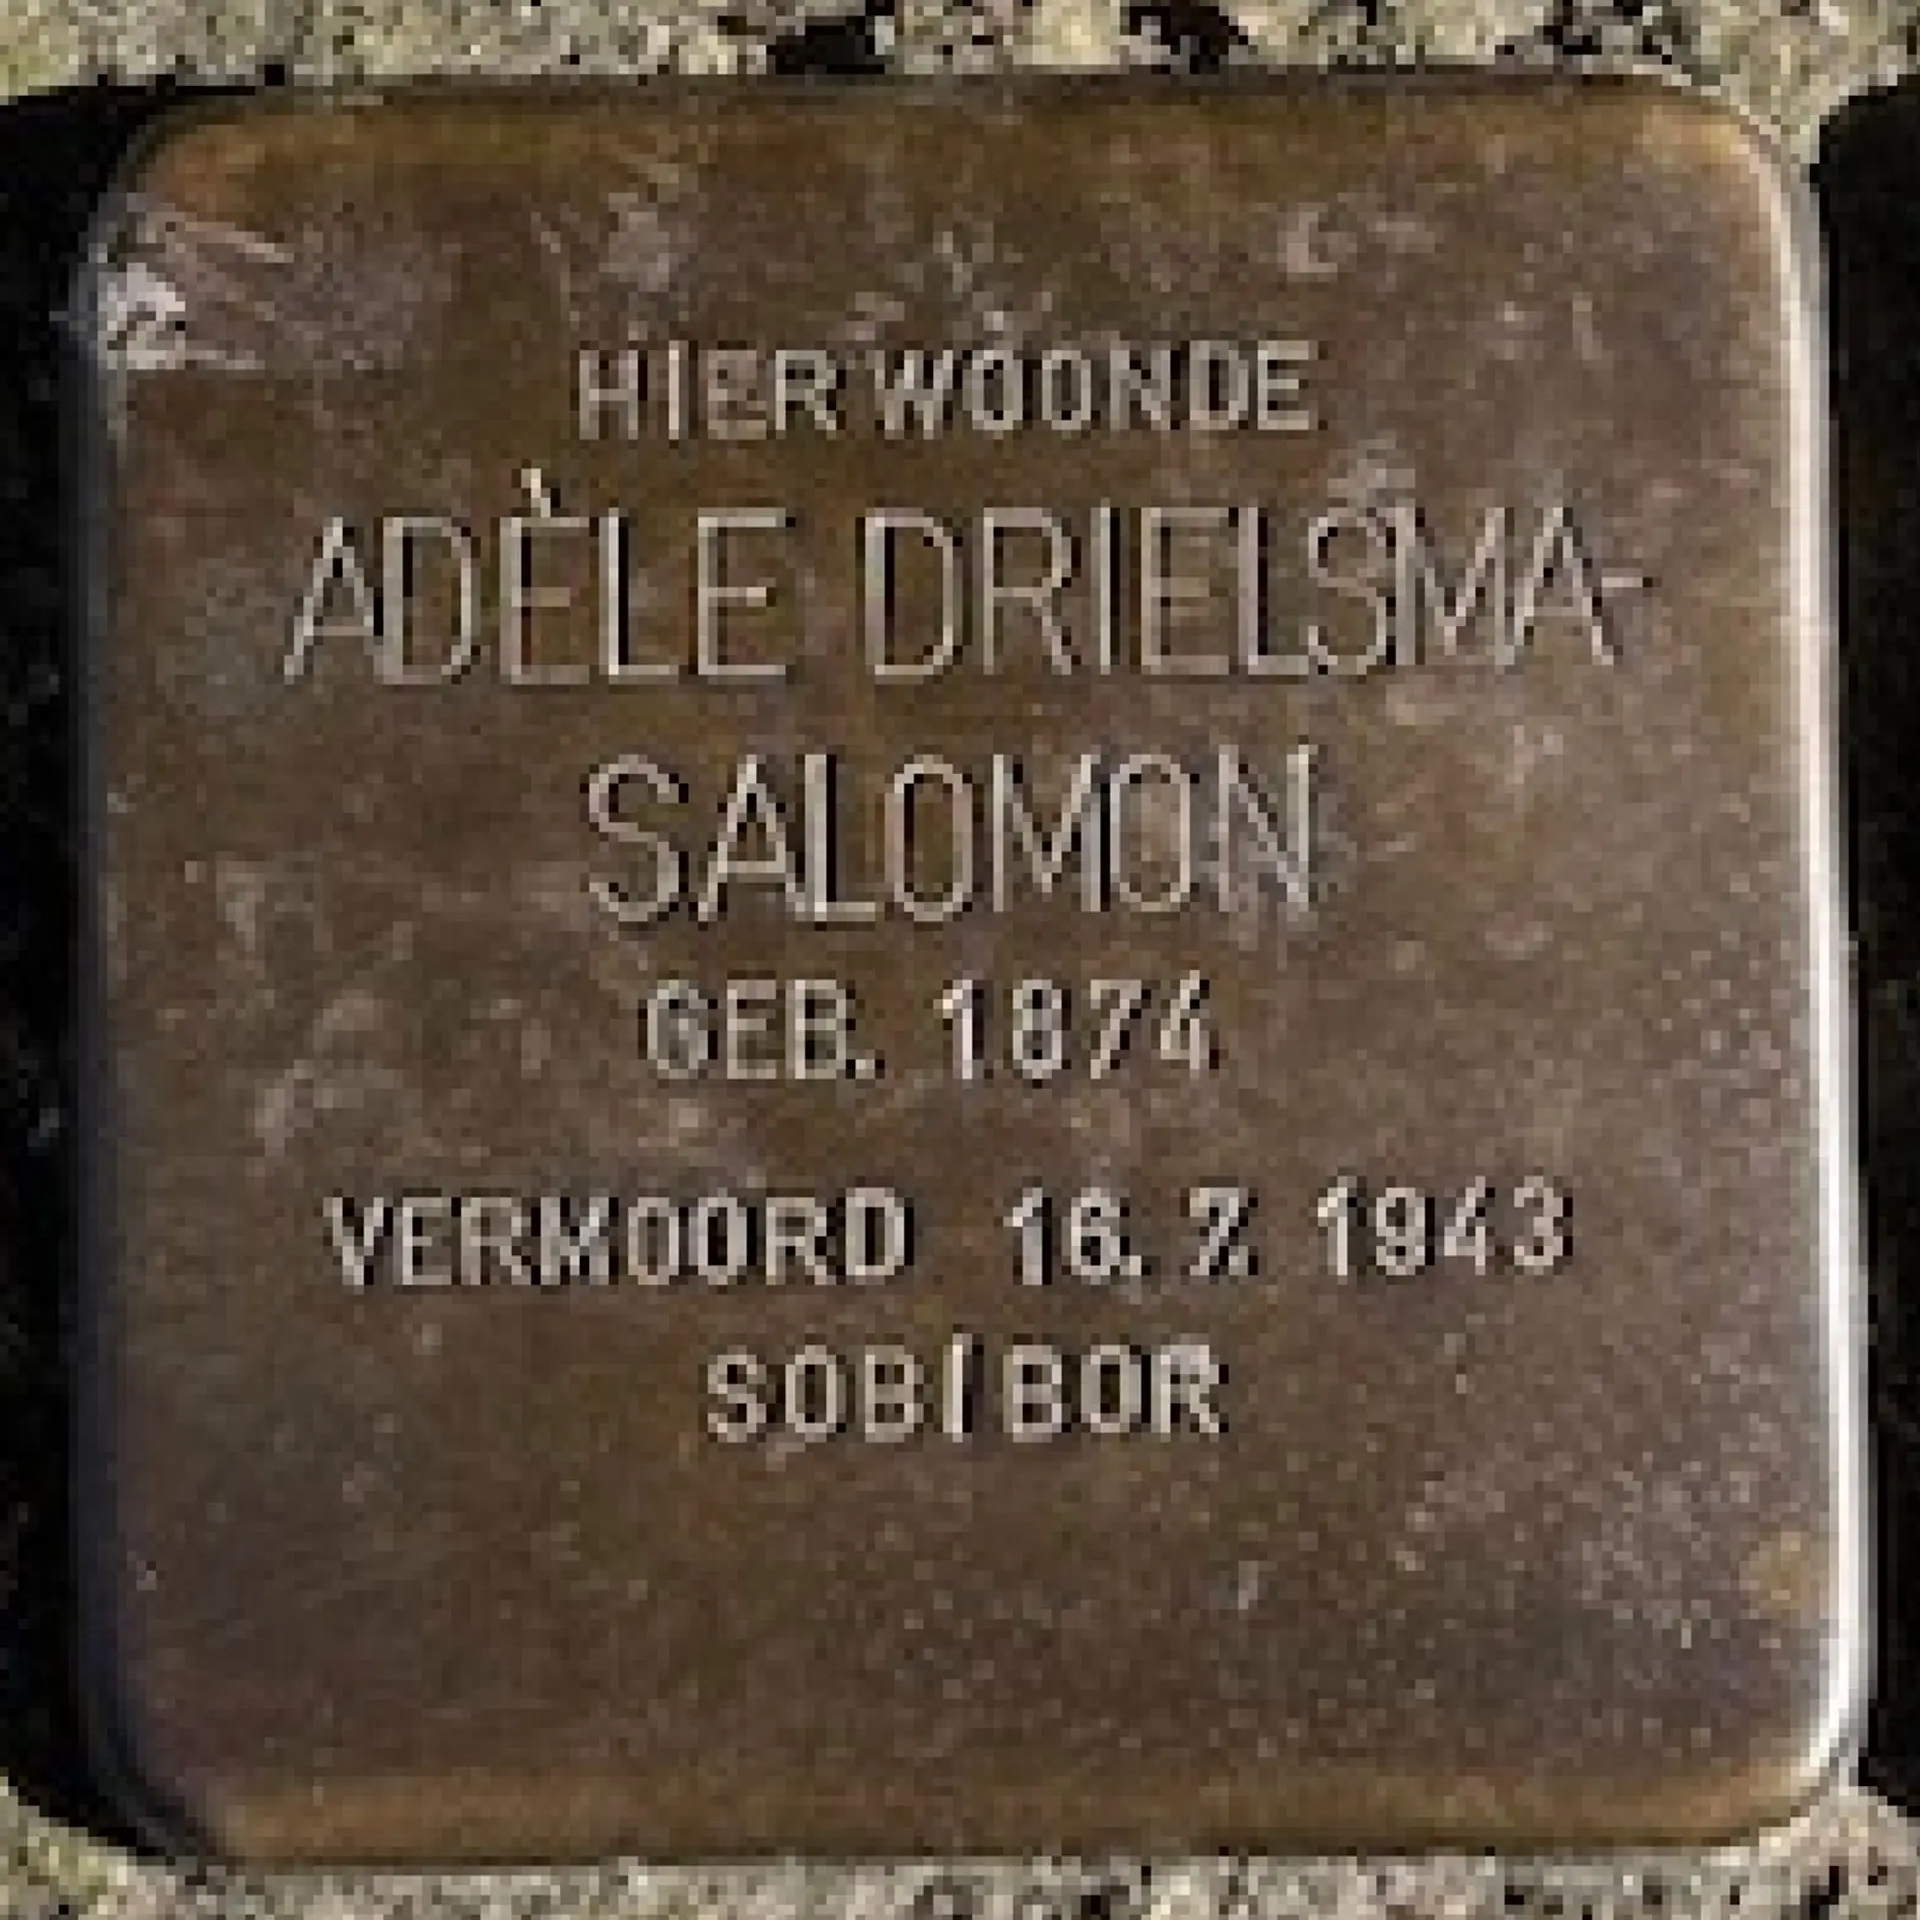 HIER WOONDE
ADÈLE DRIELSMA-
SALOMON
GEB. 1874
VERMOORD 16.7. 1943
SOBIBOR